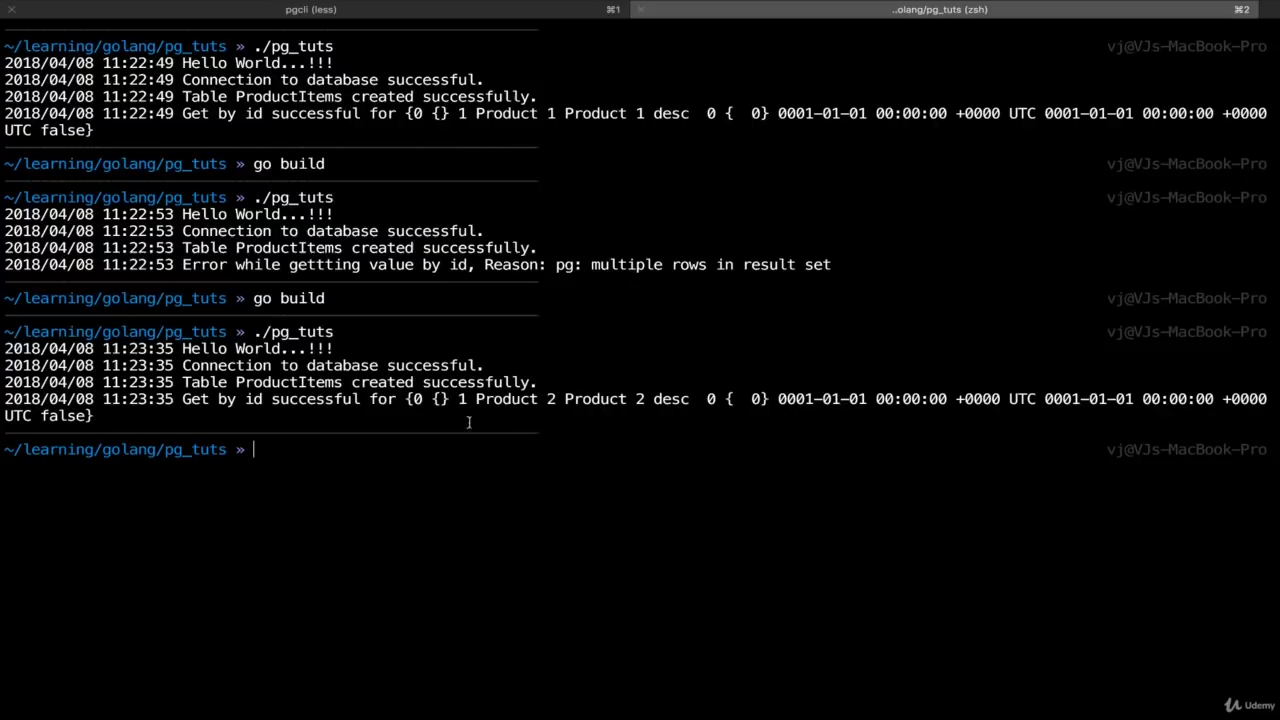 pgcli (less) ⌘1 ..olang/pg_tuts (zsh) ⌘2
~/learning/golang/pg_tuts » ./pg_tuts vj@VJs-MacBook-Pro
2018/04/08 11:22:49 Hello World...!!!
2018/04/08 11:22:49 Connection to database successful.
2018/04/08 11:22:49 Table ProductItems created successfully.
2018/04/08 11:22:49 Get by id successful for {0 {} 1 Product 1 Product 1 desc  0 {  0} 0001-01-01 00:00:00 +0000 UTC 0001-01-01 00:00:00 +0000
UTC false}
~/learning/golang/pg_tuts » go build vj@VJs-MacBook-Pro
~/learning/golang/pg_tuts » ./pg_tuts vj@VJs-MacBook-Pro
2018/04/08 11:22:53 Hello World...!!!
2018/04/08 11:22:53 Connection to database successful.
2018/04/08 11:22:53 Table ProductItems created successfully.
2018/04/08 11:22:53 Error while gettting value by id, Reason: pg: multiple rows in result set
~/learning/golang/pg_tuts » go build vj@VJs-MacBook-Pro
~/learning/golang/pg_tuts » ./pg_tuts vj@VJs-MacBook-Pro
2018/04/08 11:23:35 Hello World...!!!
2018/04/08 11:23:35 Connection to database successful.
2018/04/08 11:23:35 Table ProductItems created successfully.
2018/04/08 11:23:35 Get by id successful for {0 {} 1 Product 2 Product 2 desc  0 {  0} 0001-01-01 00:00:00 +0000 UTC 0001-01-01 00:00:00 +0000
UTC false}
~/learning/golang/pg_tuts » vj@VJs-MacBook-Pro
Udemy